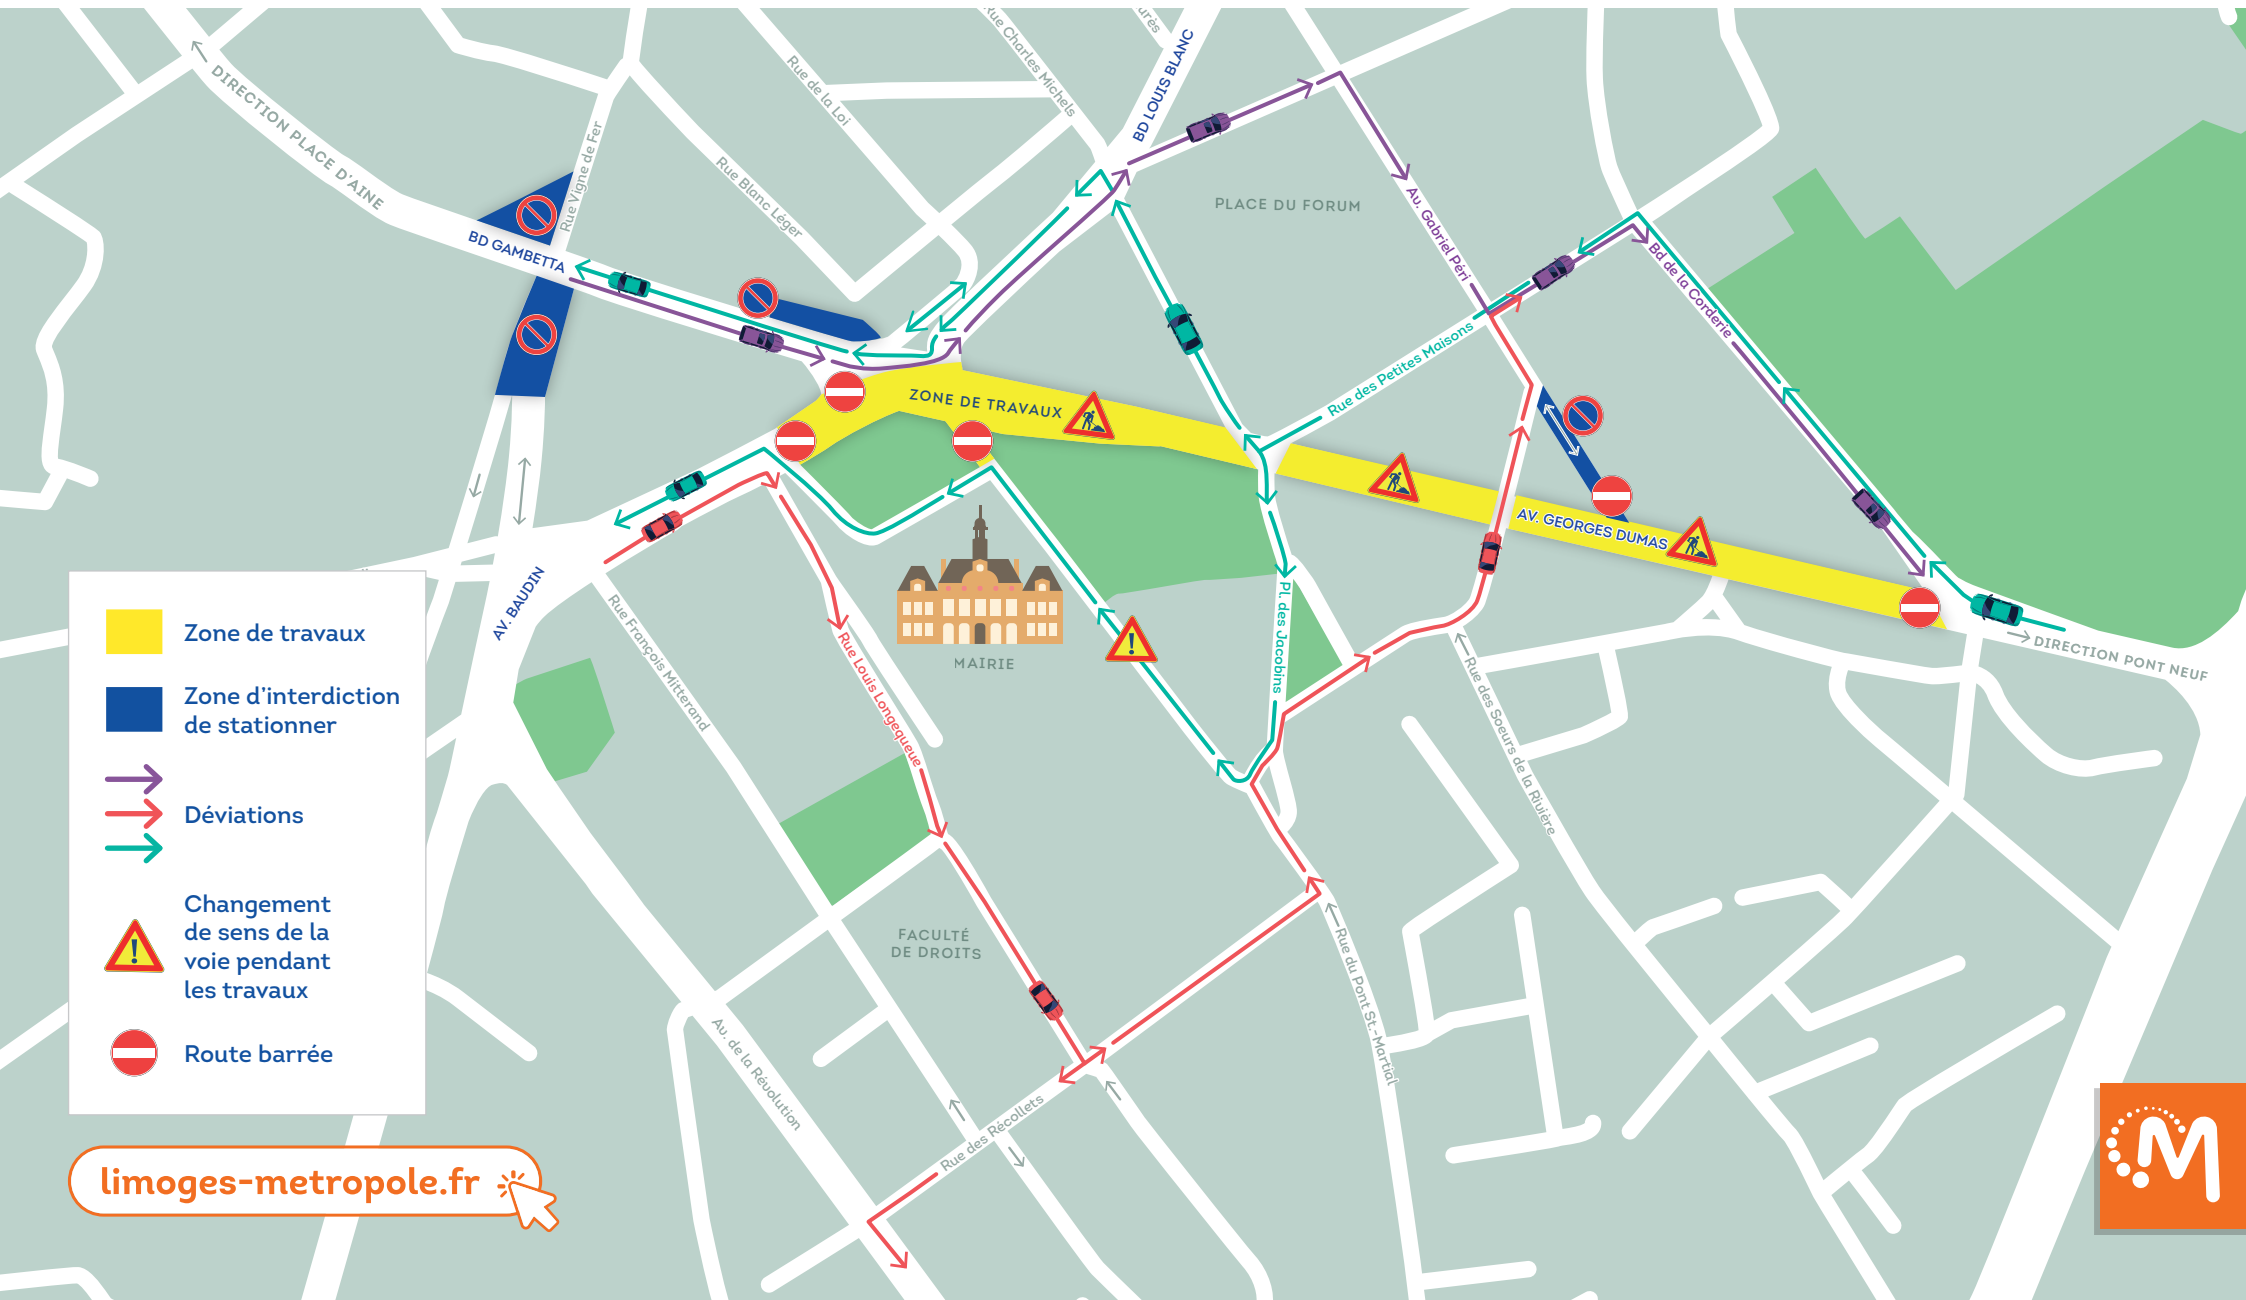 DIRECTION PLACE D'AINE
Rue Vigne de Fer
BD GAMBETTA
Rue de la Loi
Rue Blanc Léger
Rue Charles Michels
BD LOUIS BLANC
PLACE DU FORUM
Au. Gabriel Péri
Bd de la Corderie
Rue des Petites Maisons
ZONE DE TRAVAUX
AV. GEORGES DUMAS
DIRECTION PONT NEUF
AV. BAUDIN
Rue François Mitterand
Rue Louis Longequeue
MAIRIE
Pl. des Jacobins
Rue des Soeurs de la Rivière
FACULTÉ
DE DROITS
Rue du Pont St.-Martial
Au. de la Révolution
Rue des Récollets
Zone de travaux
Zone d'interdiction
de stationner
Déviations
Changement
de sens de la
voie pendant
les travaux
Route barrée
limoges-metropole.fr
M